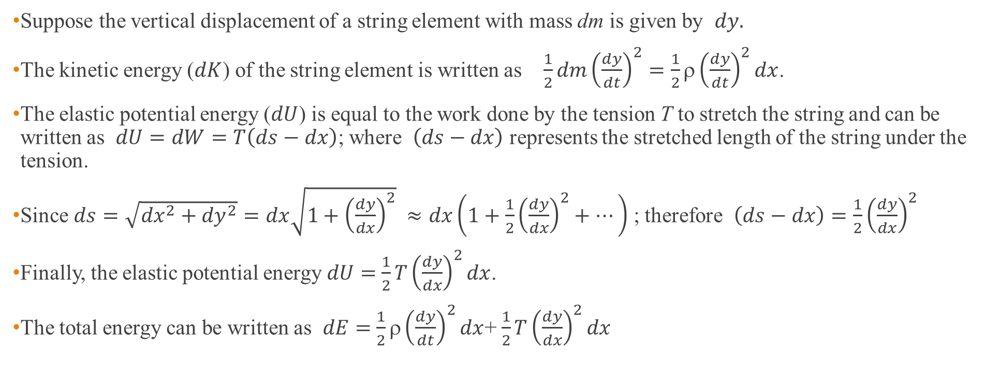 •Suppose the vertical displacement of a string element with mass dm is given by dy.
•The kinetic energy (dK) of the string element is written as $\frac{1}{2}dm\left(\frac{dy}{dt}\right)^2 = \frac{1}{2}\rho\left(\frac{dy}{dt}\right)^2 dx.$
•The elastic potential energy (dU) is equal to the work done by the tension T to stretch the string and can be
written as dU = dW = T(ds − dx); where (ds − dx) represents the stretched length of the string under the
tension.
•Since $ds = \sqrt{dx^2 + dy^2} = dx\sqrt{1 + \left(\frac{dy}{dx}\right)^2} \approx dx\left(1 + \frac{1}{2}\left(\frac{dy}{dx}\right)^2 + \cdots\right)$; therefore $(ds - dx) = \frac{1}{2}\left(\frac{dy}{dx}\right)^2$
•Finally, the elastic potential energy $dU = \frac{1}{2}T\left(\frac{dy}{dx}\right)^2 dx.$
•The total energy can be written as $dE = \frac{1}{2}\rho\left(\frac{dy}{dt}\right)^2 dx + \frac{1}{2}T\left(\frac{dy}{dx}\right)^2 dx$